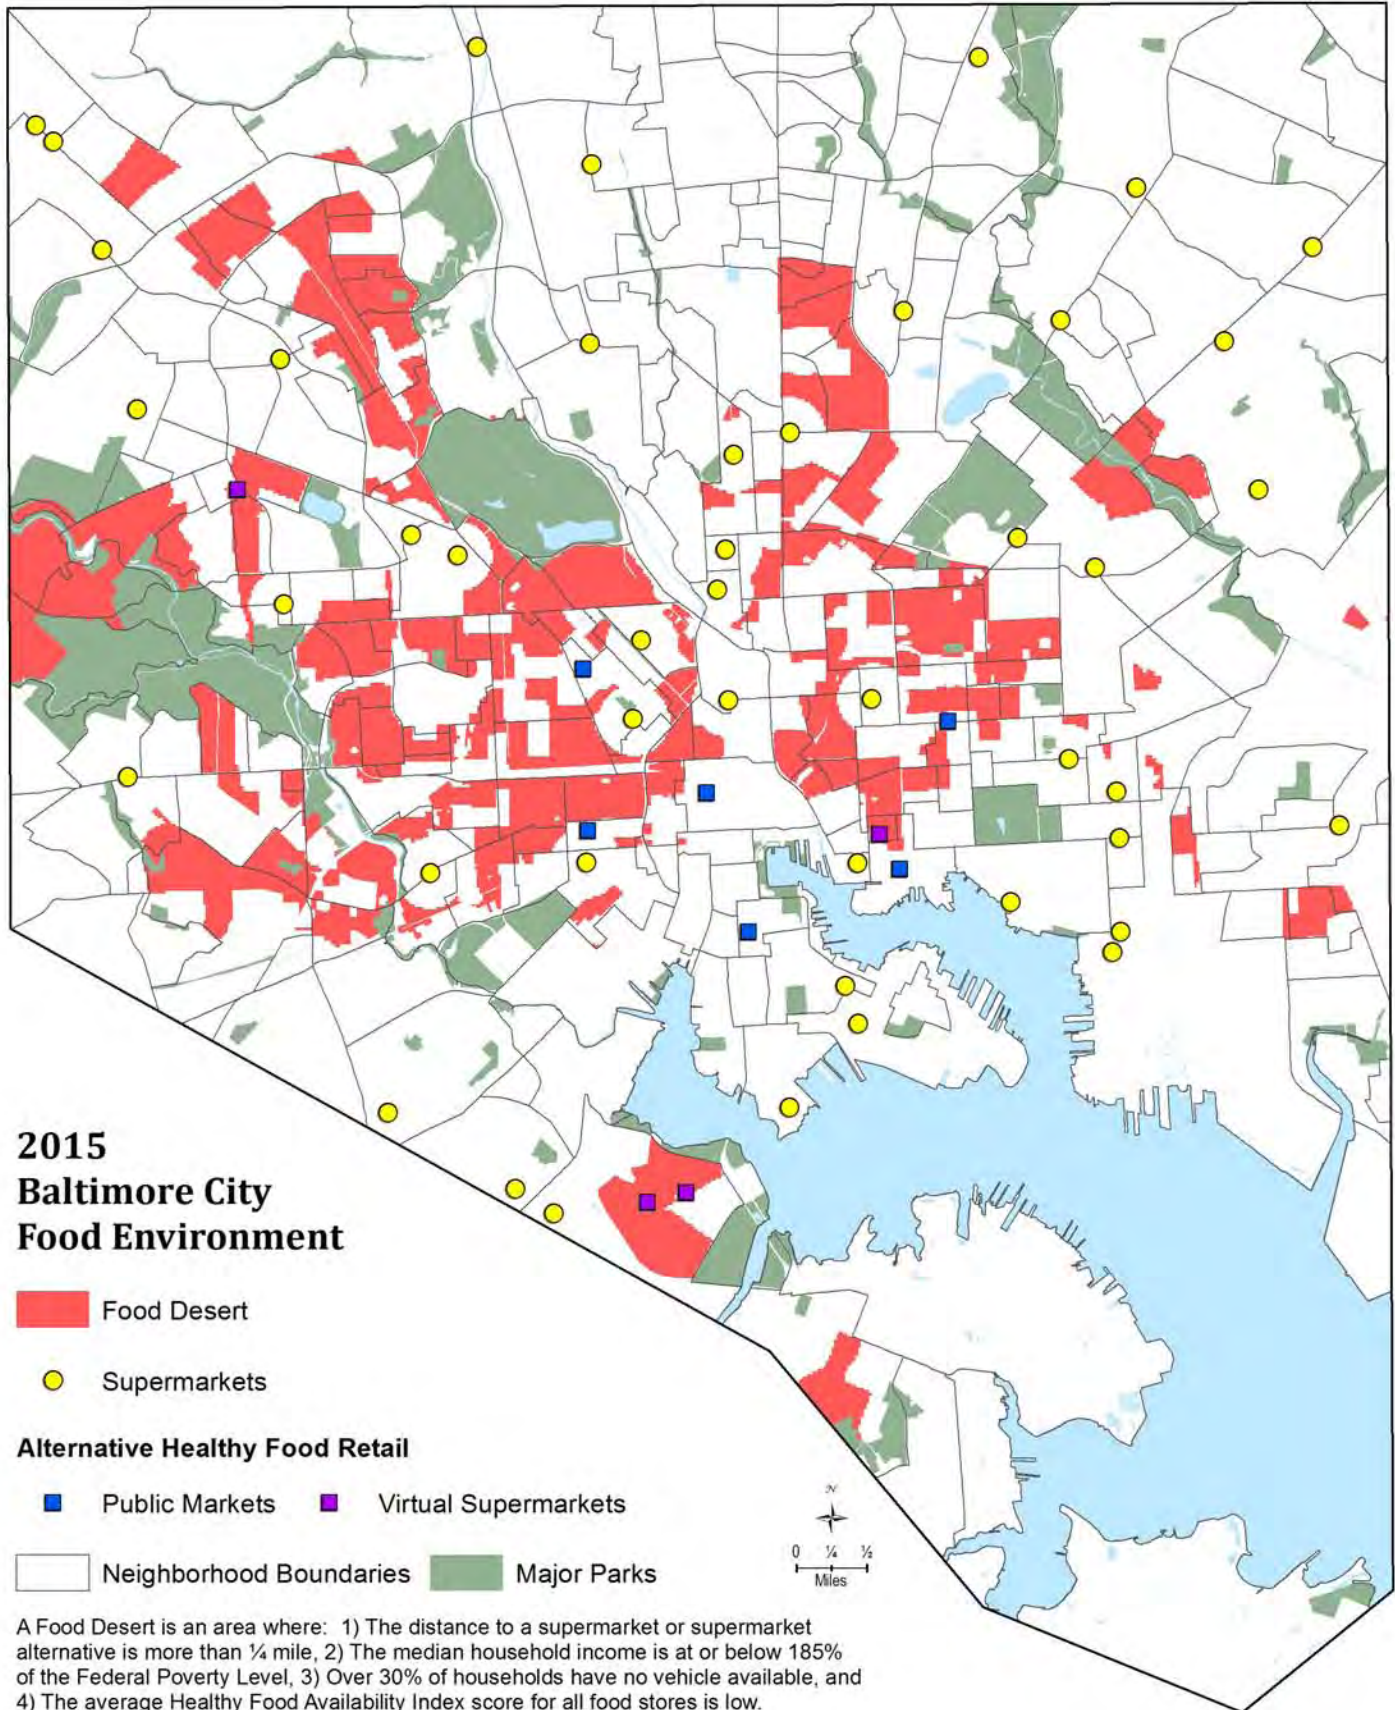 2015
Baltimore City
Food Environment
Food Desert
Supermarkets
Alternative Healthy Food Retail
Public Markets
Virtual Supermarkets
Neighborhood Boundaries
Major Parks
N
0 ¼ ½
Miles
A Food Desert is an area where: 1) The distance to a supermarket or supermarket
alternative is more than ¼ mile, 2) The median household income is at or below 185%
of the Federal Poverty Level, 3) Over 30% of households have no vehicle available, and
4) The average Healthy Food Availability Index score for all food stores is low.